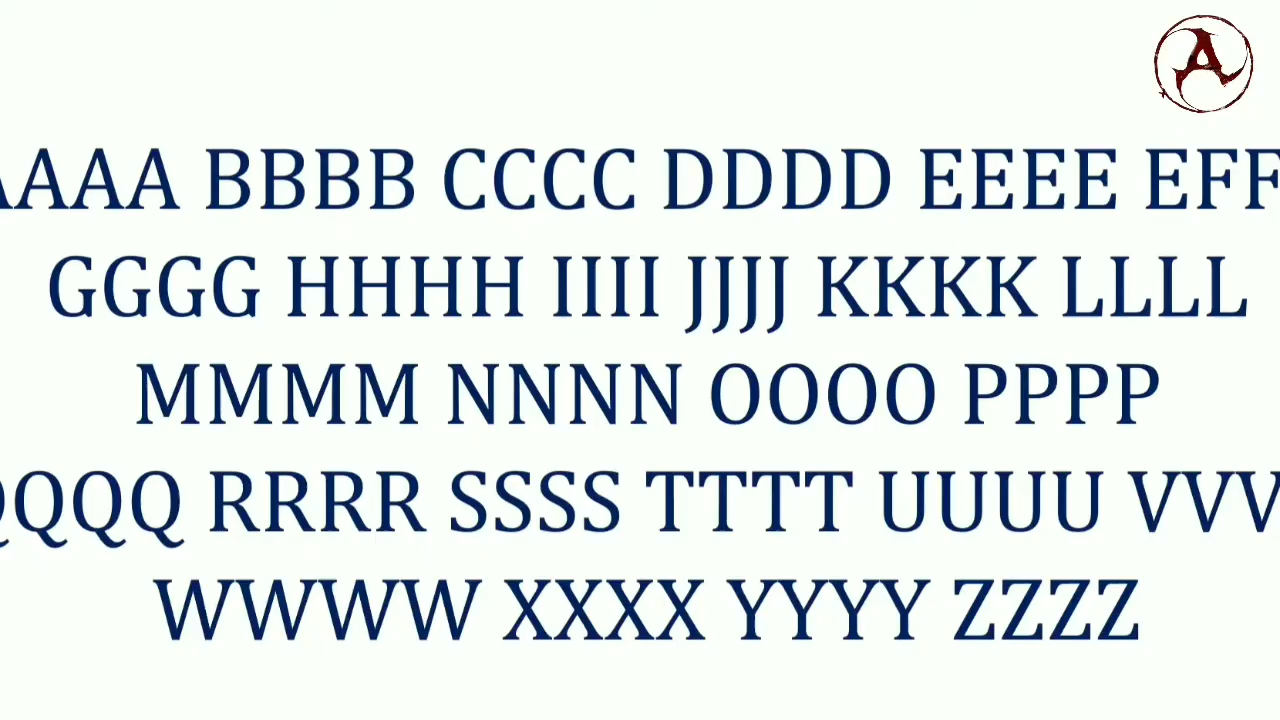 A
AAAA BBBB CCCC DDDD EEEE EFF
GGGG HHHH IIII JJJJ KKKK LLLL
MMMM NNNN OOOO PPPP
QQQQ RRRR SSSS TTTT UUUU VVV
WWWW XXXX YYYY ZZZZ